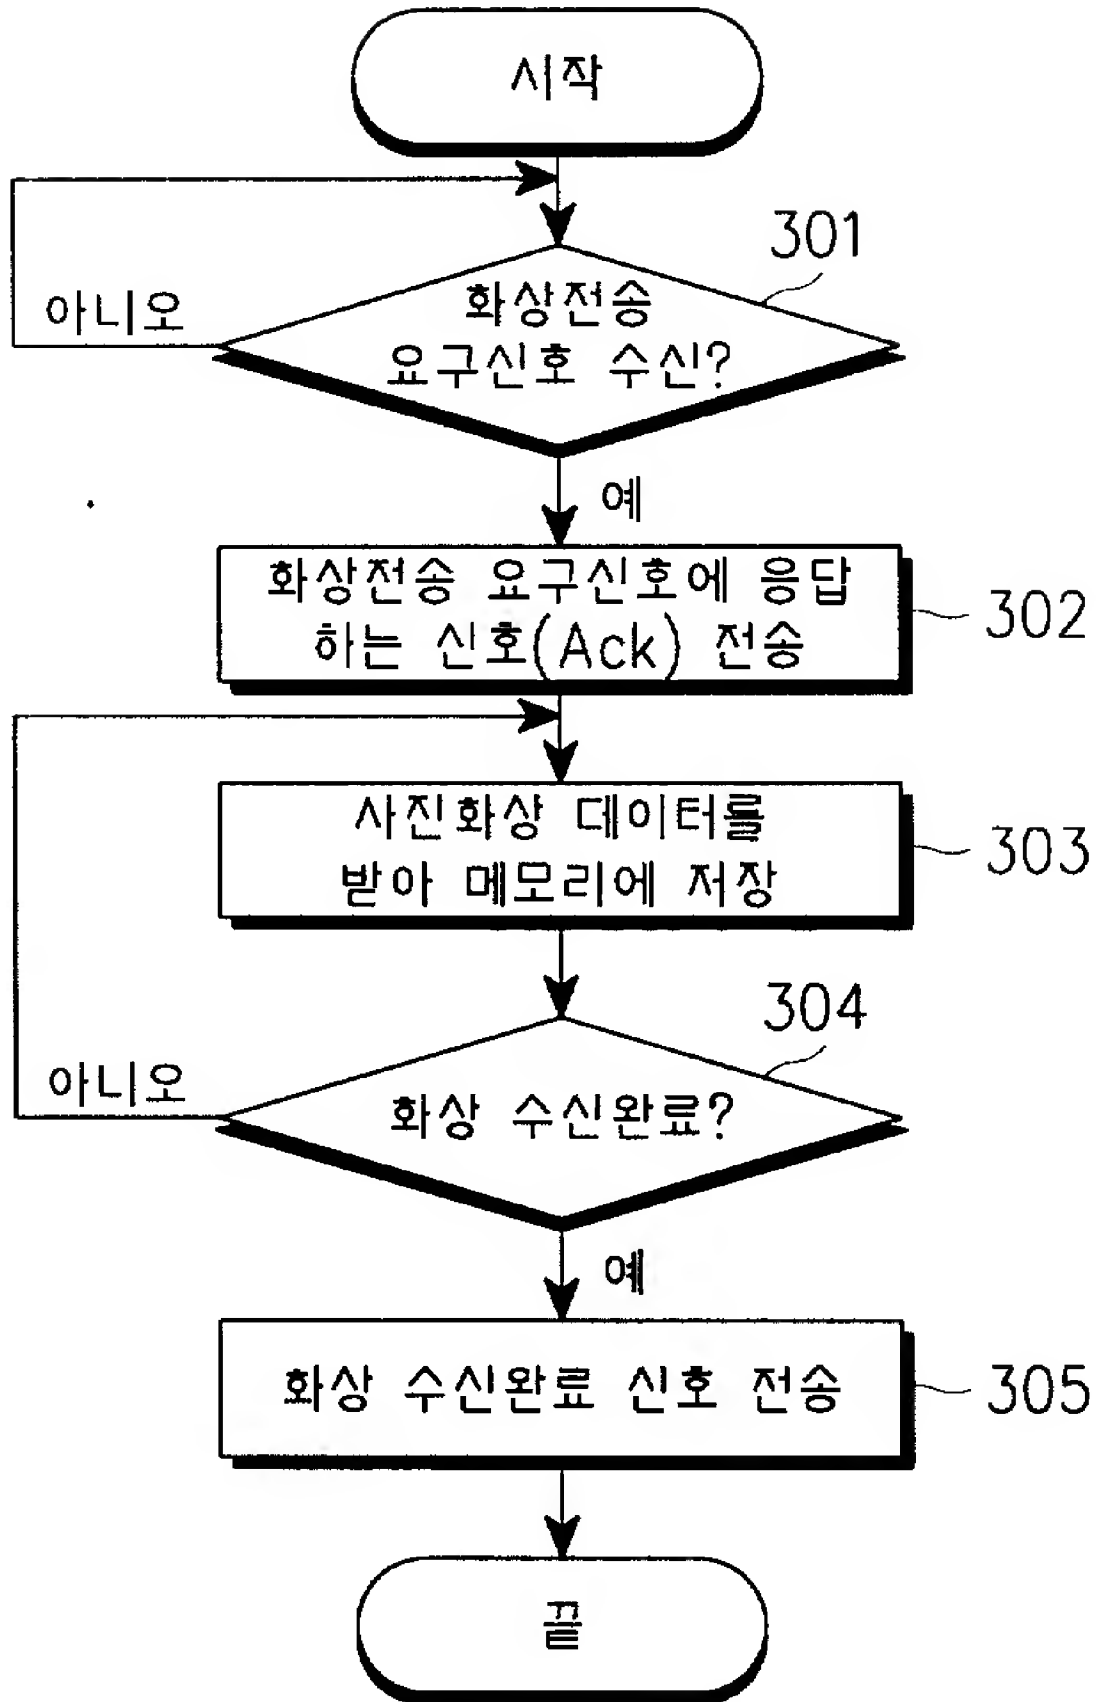 시작
301
아니오
화상전송
요구신호 수신?
예
화상전송 요구신호에 응답
하는 신호(Ack) 전송
302
사진화상 데이터를
받아 메모리에 저장
303
304
아니오
화상 수신완료?
예
화상 수신완료 신호 전송
305
끝